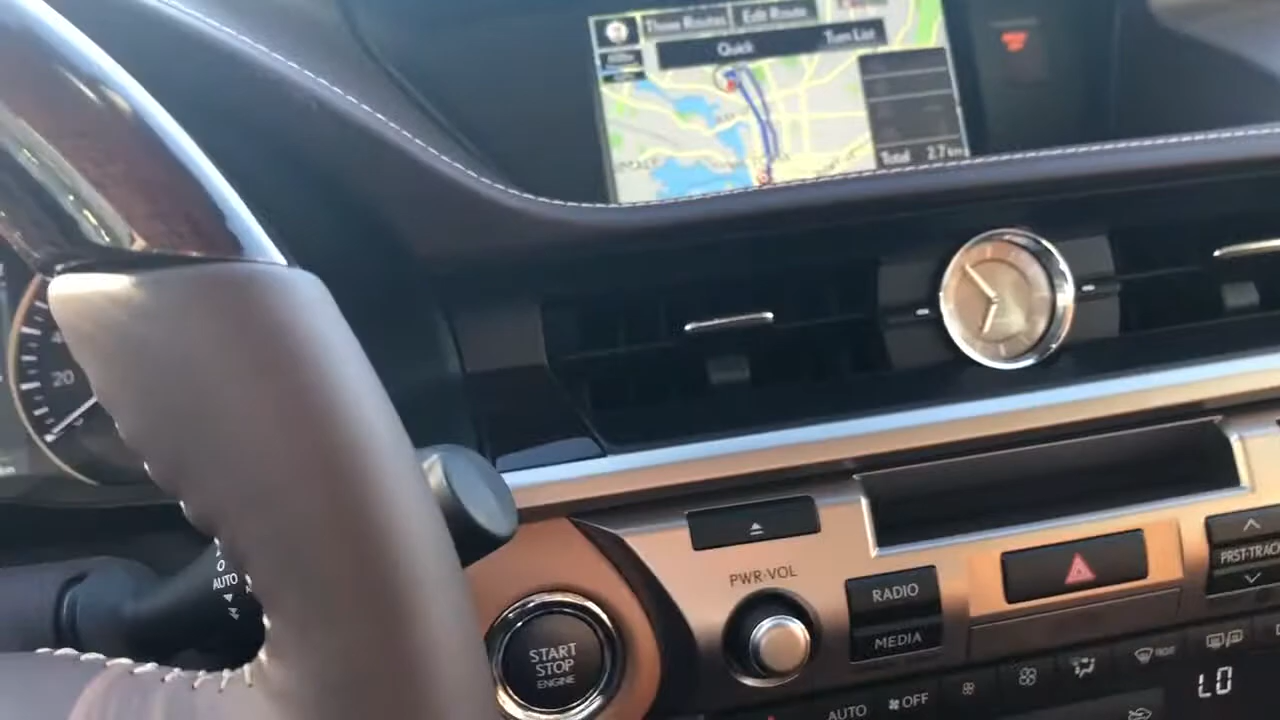 Three Routes
Edit Route
Quick
Turn List
Total 2.7 km
20
AUTO
PWR·VOL
RADIO
MEDIA
PRST-TRACK
START
STOP
ENGINE
AUTO
OFF
LO